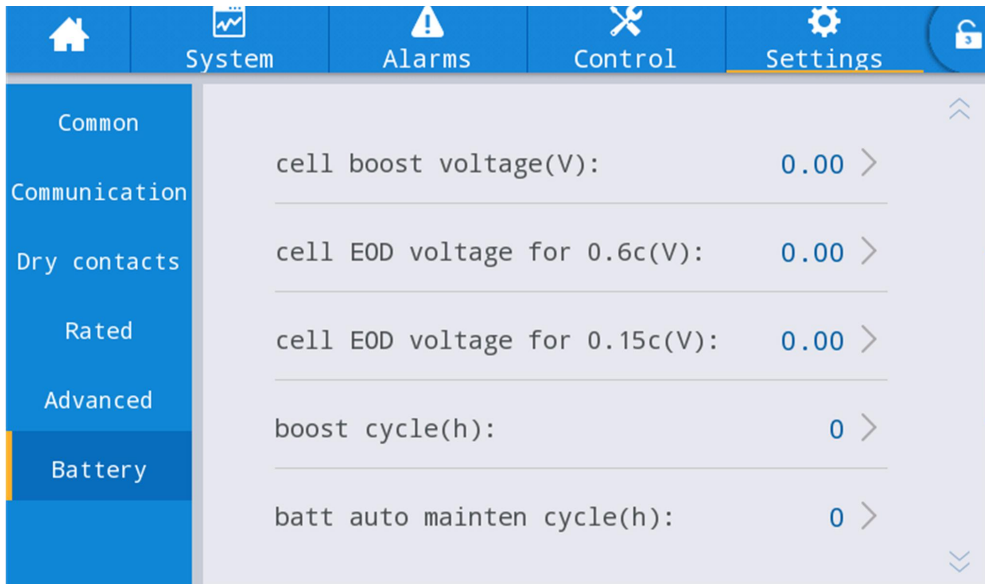 System
Alarms
Control
Settings
3
Common
Communication
Dry contacts
Rated
Advanced
Battery
cell boost voltage(V): 0.00
cell EOD voltage for 0.6c(V): 0.00
cell EOD voltage for 0.15c(V): 0.00
boost cycle(h): 0
batt auto mainten cycle(h): 0